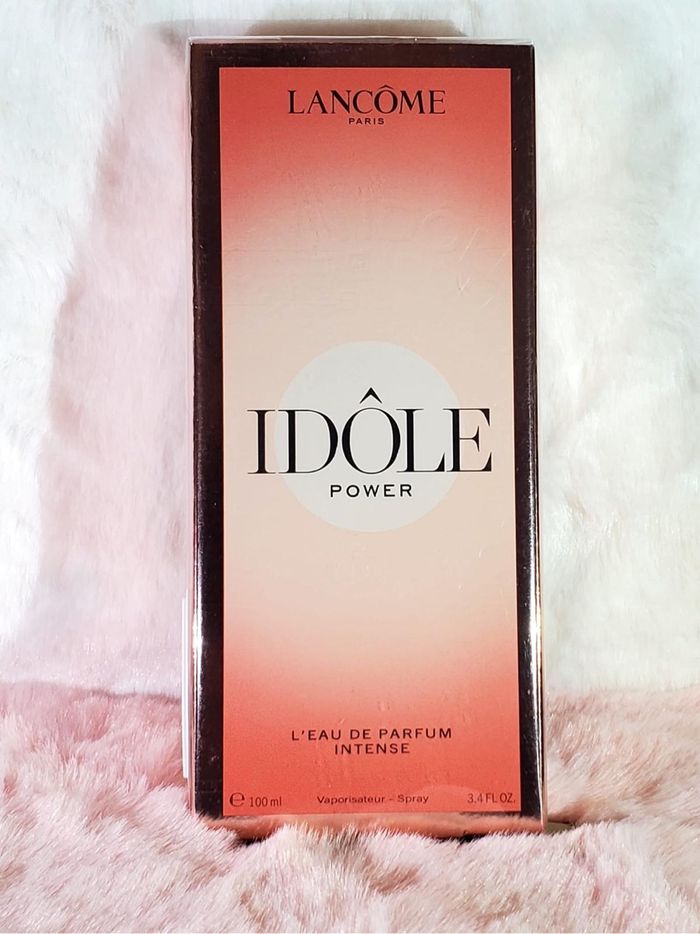 LANCÔME
PARIS
IDÔLE
POWER
L'EAU DE PARFUM
INTENSE
℮ 100 ml Vaporisateur - Spray 3.4 FL OZ.